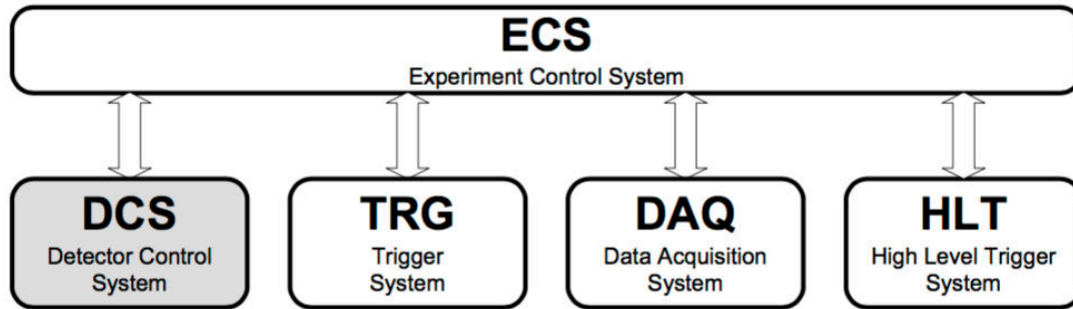 ECS
Experiment Control System
DCS
Detector Control
System
TRG
Trigger
System
DAQ
Data Acquisition
System
HLT
High Level Trigger
System